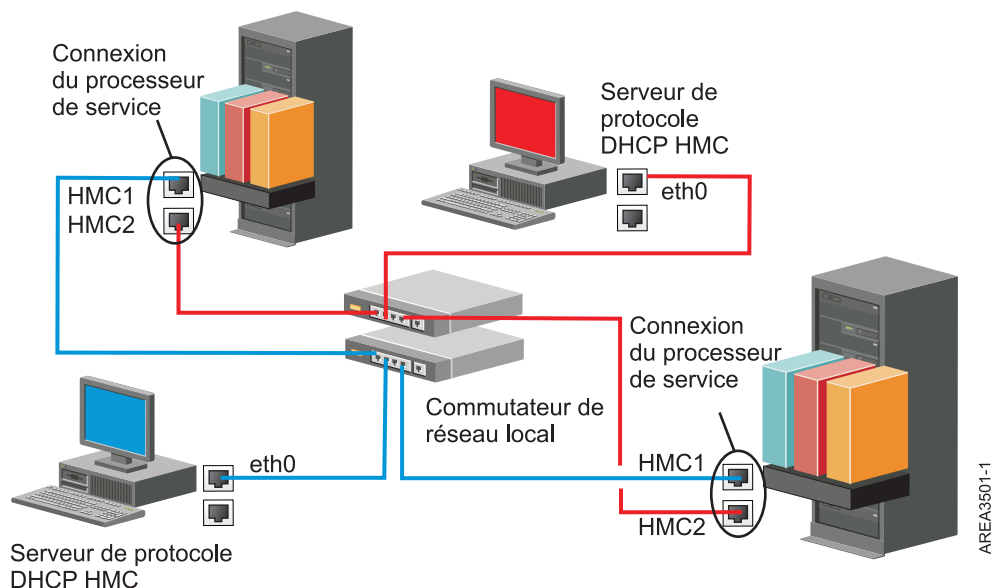 Connexion
du processeur
de service
HMC1
HMC2
Serveur de
protocole
DHCP HMC
eth0
Connexion
du processeur
de service
Commutateur de
réseau local
eth0
HMC1
HMC2
Serveur de protocole
DHCP HMC
AREA3501-1